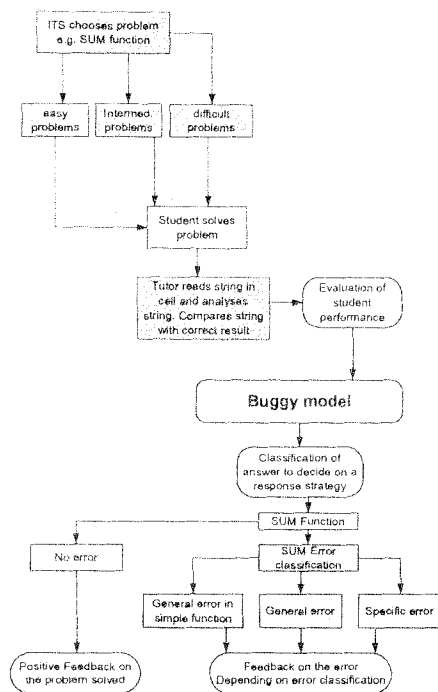 ITS chooses problem
e.g. SUM function
easy
problems
Intermed.
problems
difficult
problems
Student solves
problem
Tutor reads string in
cell and analyses
string. Compares string
with correct result
Evaluation of
student
performance
Buggy model
Classification of
answer to decide on a
response strategy
SUM Function
No error
SUM Error
classification
General error in
simple function
General error
Specific error
Positive Feedback on
the problem solved
Feedback on the error
Depending on error classification